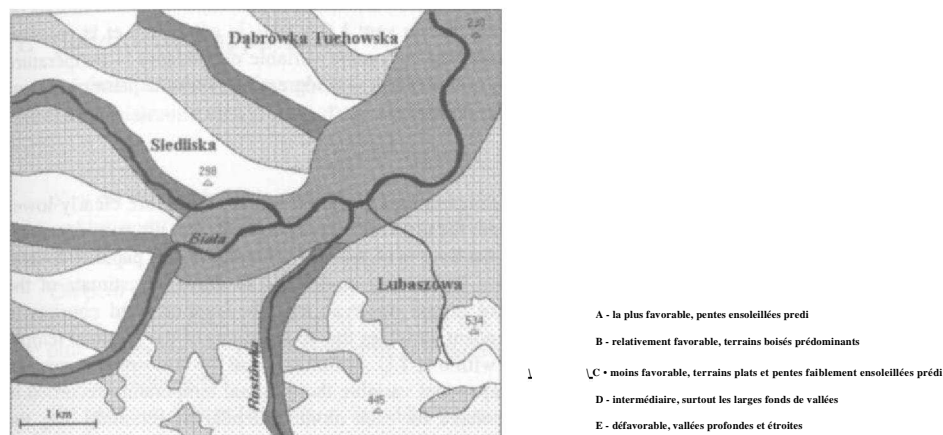 230
Dąbrówka Tuchowska
Siedliska
298
Biała
Lubaszowa
534
Rostówka
445
1 km
A - la plus favorable, pentes ensoleillées predi
B - relativement favorable, terrains boisés prédominants
\ \C • moins favorable, terrains plats et pentes faiblement ensoleillées prédi
D - intermédiaire, surtout les larges fonds de vallées
E - défavorable, vallées profondes et étroites